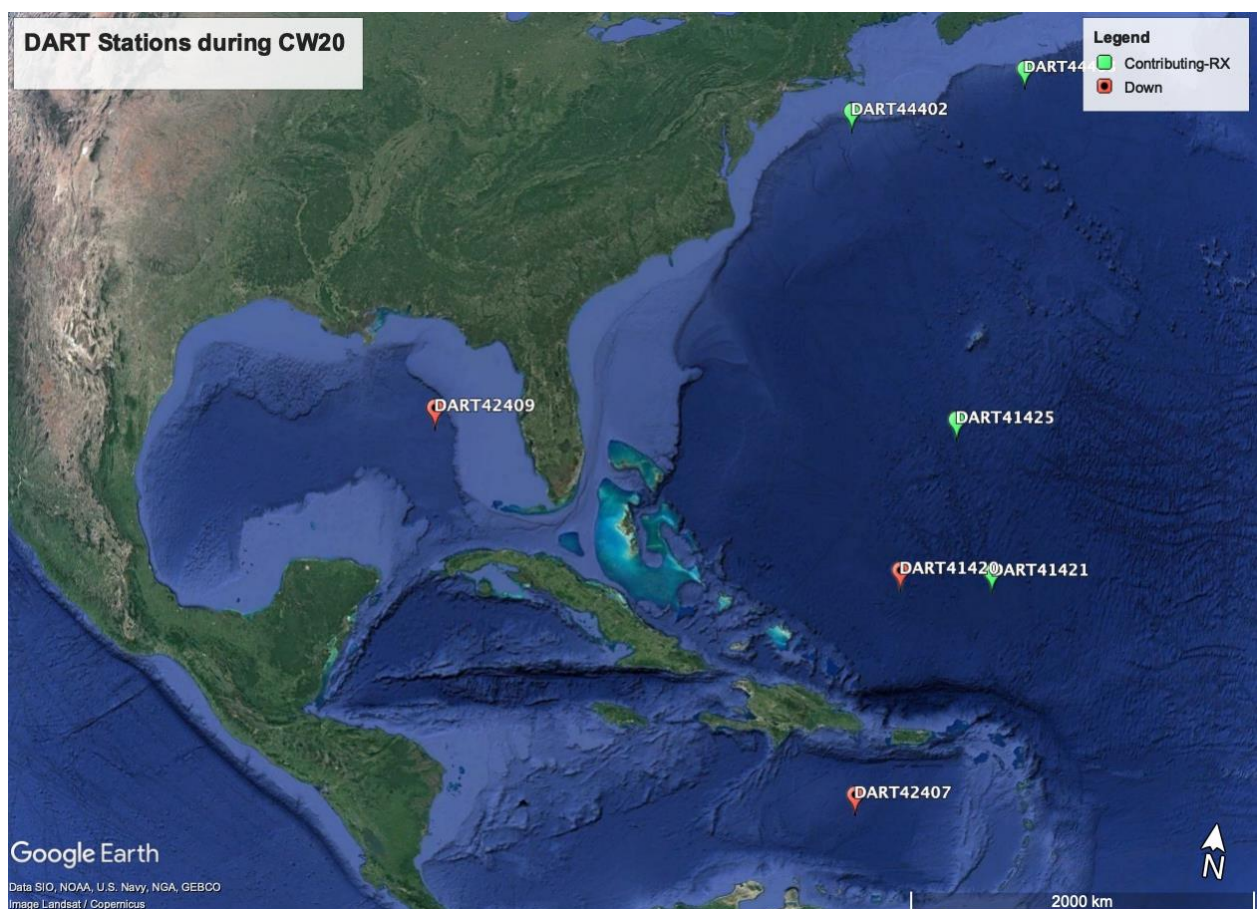 DART Stations during CW20
Legend
Contributing-RX
Down
DART44402
DART42409
DART41425
DART41420
DART41421
DART42407
Google Earth
N
Data SIO, NOAA, U.S. Navy, NGA, GEBCO
Image Landsat / Copernicus
2000 km